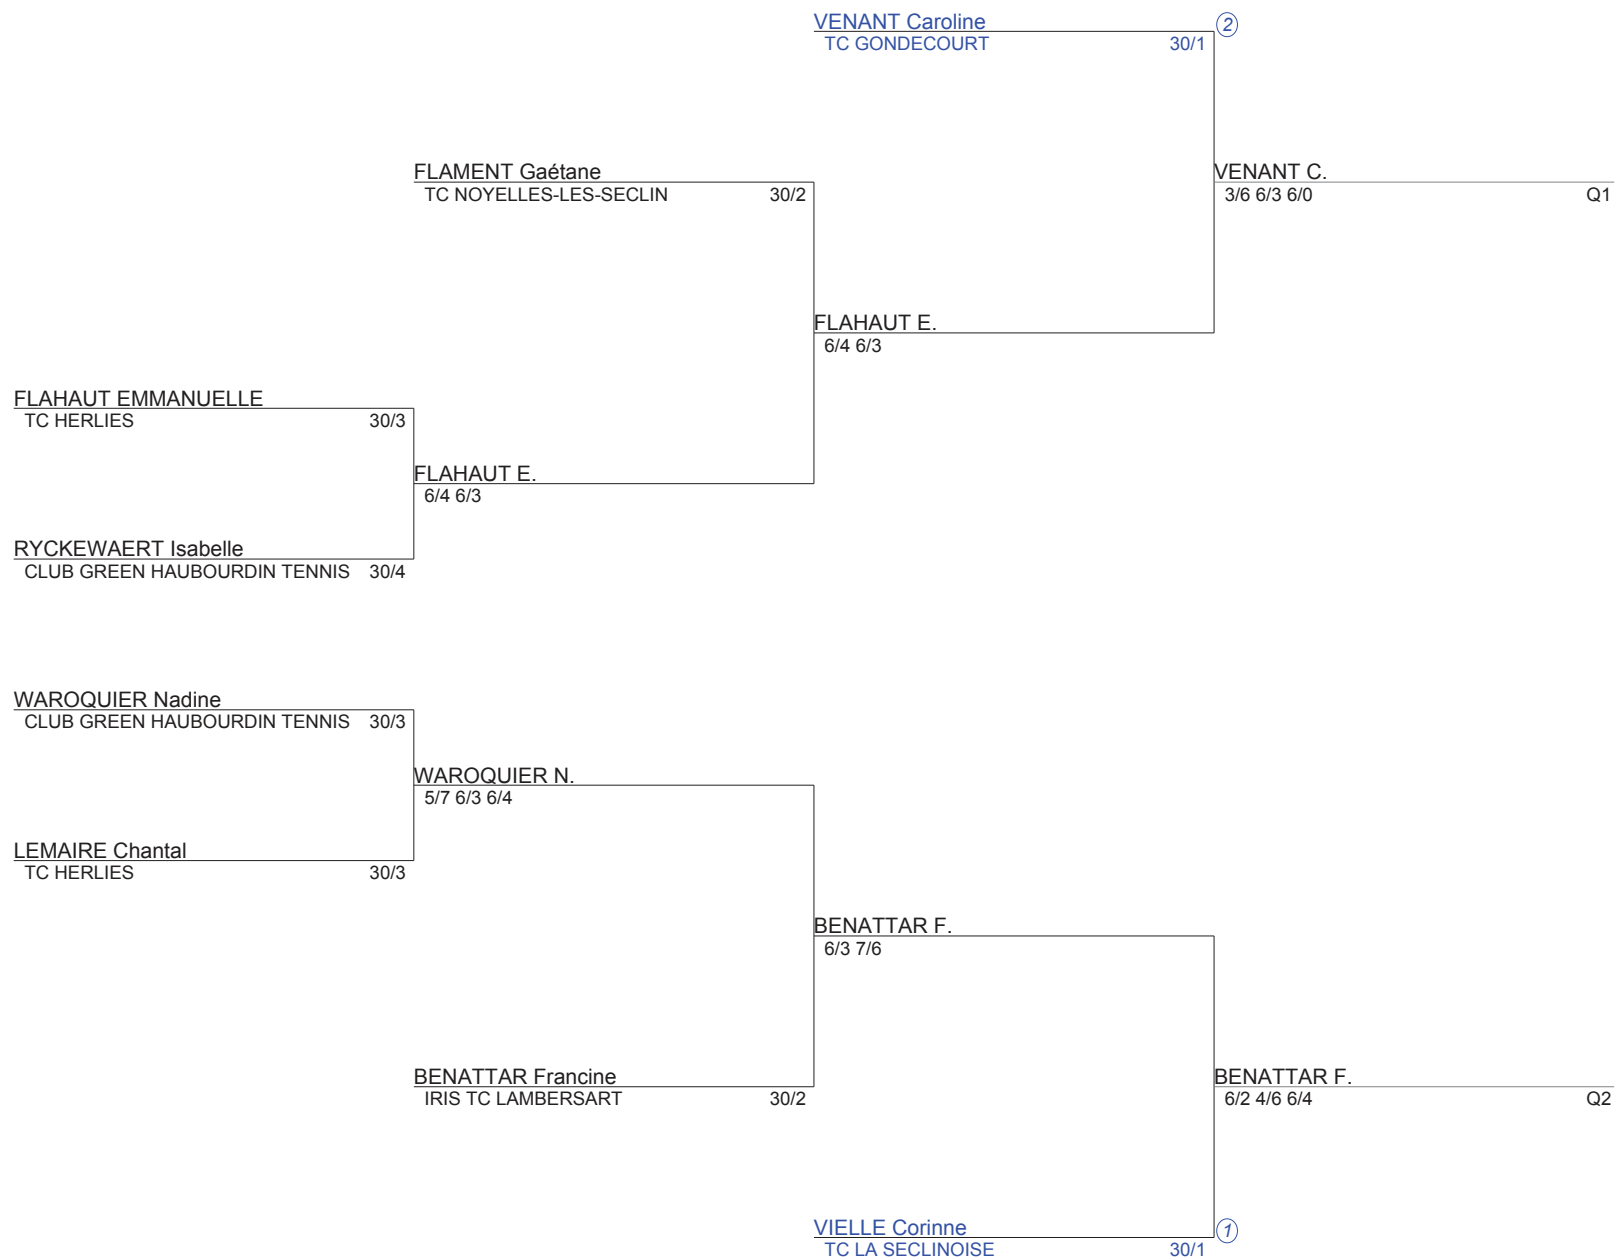 VENANT Caroline 2
TC GONDECOURT 30/1
FLAMENT Gaétane
TC NOYELLES-LES-SECLIN 30/2
VENANT C.
3/6 6/3 6/0 Q1
FLAHAUT E.
6/4 6/3
FLAHAUT EMMANUELLE
TC HERLIES 30/3
FLAHAUT E.
6/4 6/3
RYCKEWAERT Isabelle
CLUB GREEN HAUBOURDIN TENNIS 30/4
WAROQUIER Nadine
CLUB GREEN HAUBOURDIN TENNIS 30/3
WAROQUIER N.
5/7 6/3 6/4
LEMAIRE Chantal
TC HERLIES 30/3
BENATTAR F.
6/3 7/6
BENATTAR Francine
IRIS TC LAMBERSART 30/2
BENATTAR F.
6/2 4/6 6/4 Q2
VIELLE Corinne 1
TC LA SECLINOISE 30/1